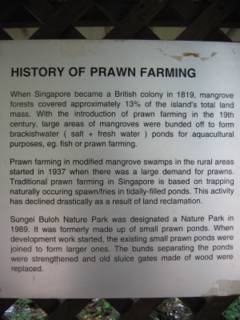 HISTORY OF PRAWN FARMING
When Singapore became a British colony in 1819, mangrove
forests covered approximately 13% of the island's total land
mass. With the introduction of prawn farming in the 19th
century, large areas of mangroves were bunded off to form
brackishwater ( salt + fresh water ) ponds for aquacultural
purposes, eg. fish or prawn farming.
Prawn farming in modified mangrove swamps in the rural areas
started in 1937 when there was a large demand for prawns.
Traditional prawn farming in Singapore is based on trapping
naturally occuring spawn/fries in tidally-filled ponds. This activity
has declined drastically as a result of land reclamation.
Sungei Buloh Nature Park was designated a Nature Park in
1989. It was formerly made up of small prawn ponds. When
development work started, the existing small prawn ponds were
joined to form larger ones. The bunds separating the ponds
were strengthened and old sluice gates made of wood were
replaced.